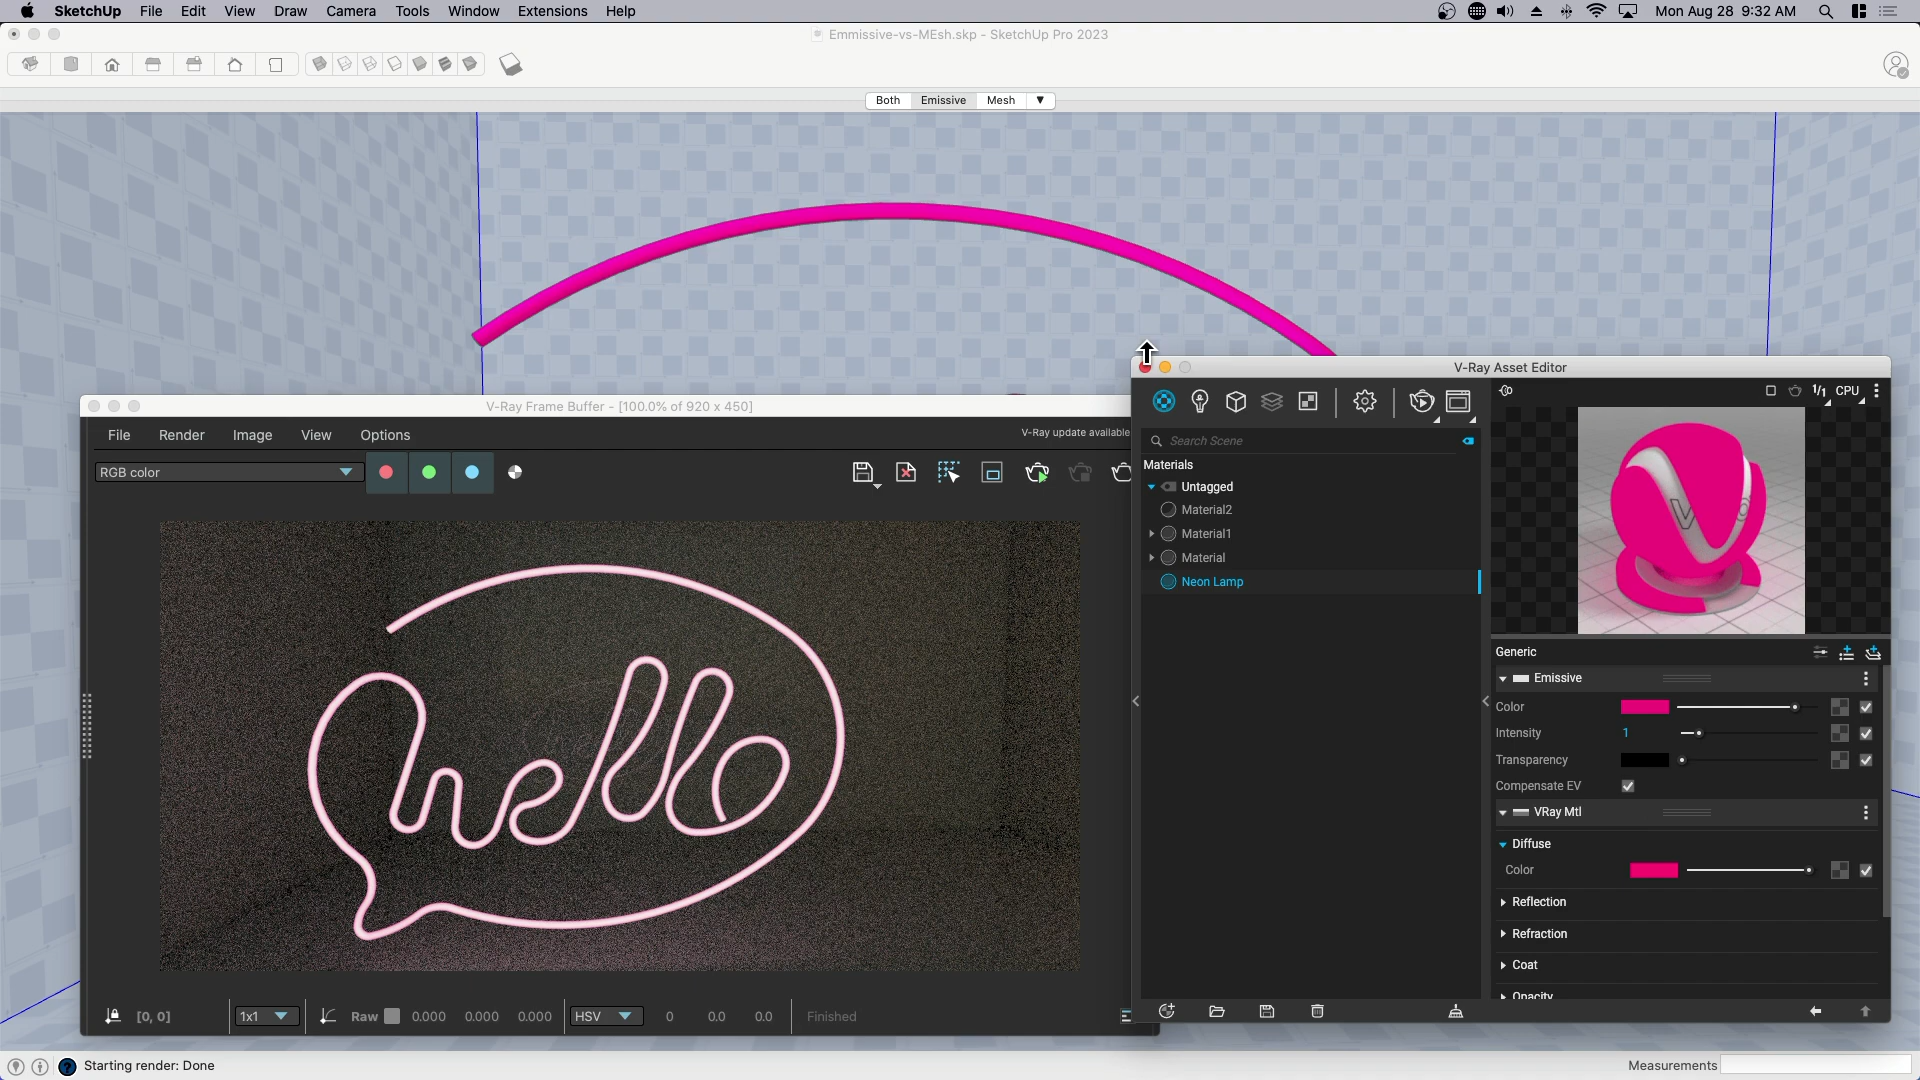 SketchUp File Edit View Draw Camera Tools Window Extensions Help Mon Aug 28 9:32 AM
Emmissive-vs-MEsh.skp - SketchUp Pro 2023
Both Emissive Mesh
V-Ray Frame Buffer - [100.0% of 920 x 450]
File Render Image View Options
V-Ray update available
RGB color
hello
[0, 0] 1x1 Raw 0.000 0.000 0.000 HSV 0 0.0 0.0 Finished
V-Ray Asset Editor
1/1 CPU
Search Scene
Materials
Untagged
Material2
Material1
Material
Neon Lamp
Generic
Emissive
Color
Intensity 1
Transparency
Compensate EV
VRay Mtl
Diffuse
Color
Reflection
Refraction
Coat
Opacity
Starting render: Done
Measurements